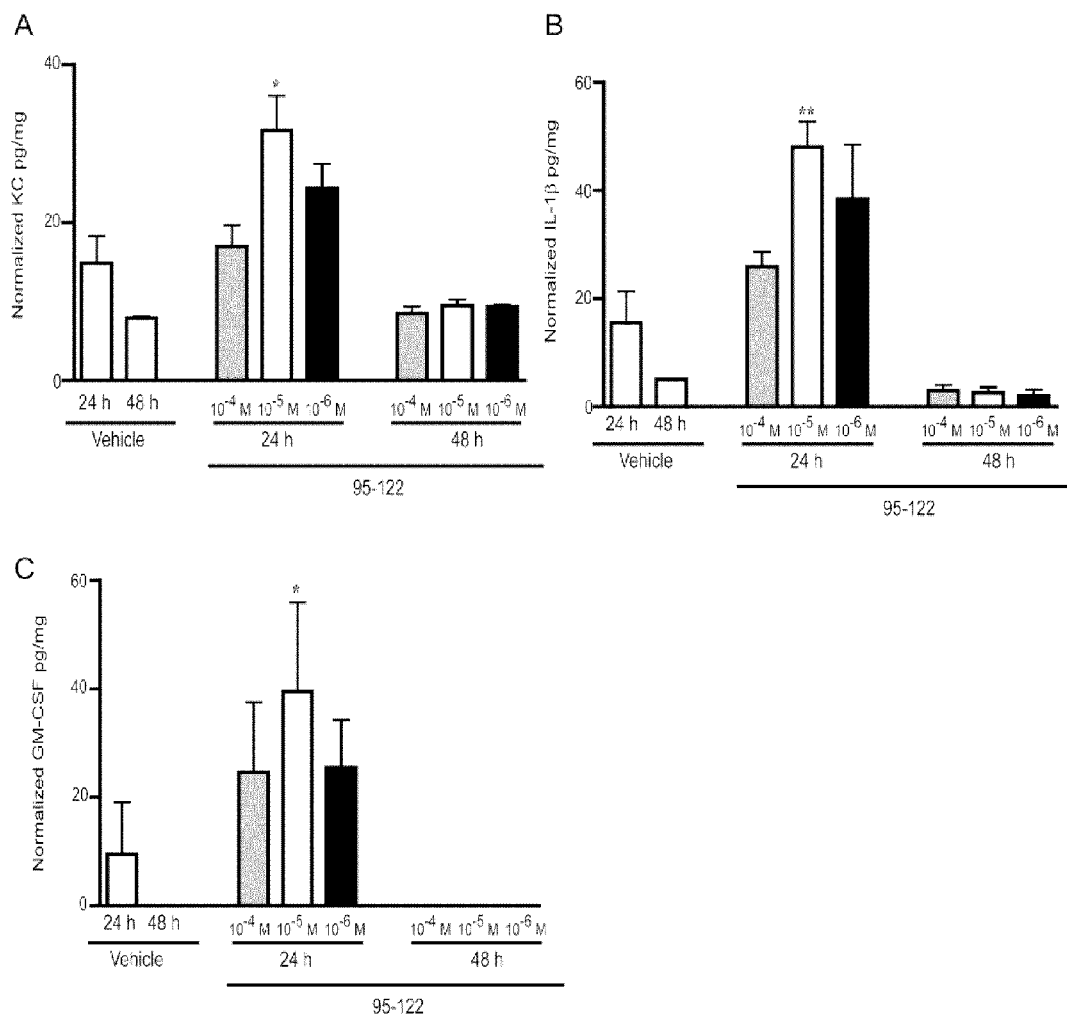 A
Normalized KC pg/mg
40
20
0
*
24 h 48 h
Vehicle
10⁻⁴ M 10⁻⁵ M 10⁻⁶ M
24 h
10⁻⁴ M 10⁻⁵ M 10⁻⁶ M
48 h
95-122
B
Normalized IL-1β pg/mg
60
40
20
0
**
24 h 48 h
Vehicle
10⁻⁴ M 10⁻⁵ M 10⁻⁶ M
24 h
10⁻⁴ M 10⁻⁵ M 10⁻⁶ M
48 h
95-122
C
Normalized GM-CSF pg/mg
60
40
20
0
*
24 h 48 h
Vehicle
10⁻⁴ M 10⁻⁵ M 10⁻⁶ M
24 h
10⁻⁴ M 10⁻⁵ M 10⁻⁶ M
48 h
95-122